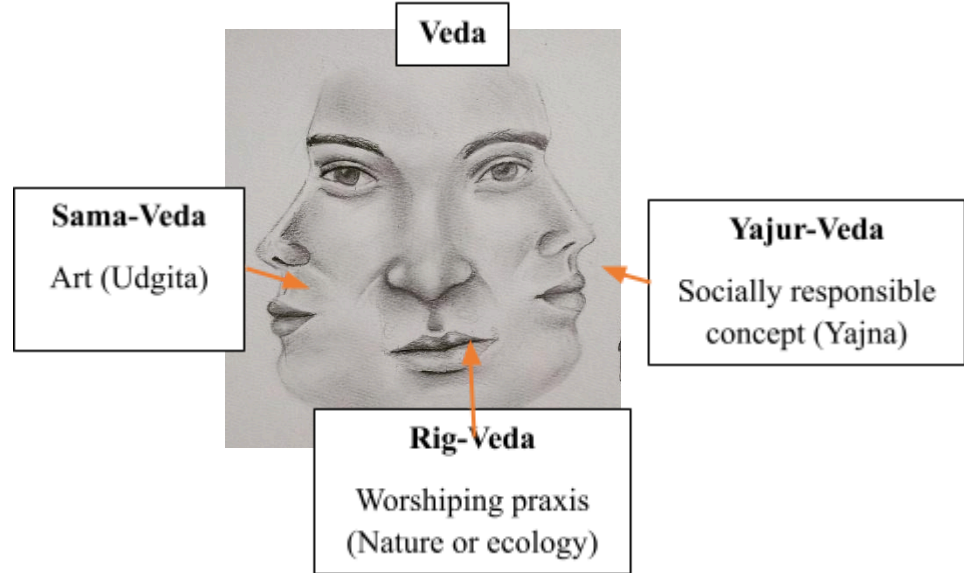 Veda
Sama-Veda
Art (Udgita)
Yajur-Veda
Socially responsible
concept (Yajna)
Rig-Veda
Worshiping praxis
(Nature or ecology)